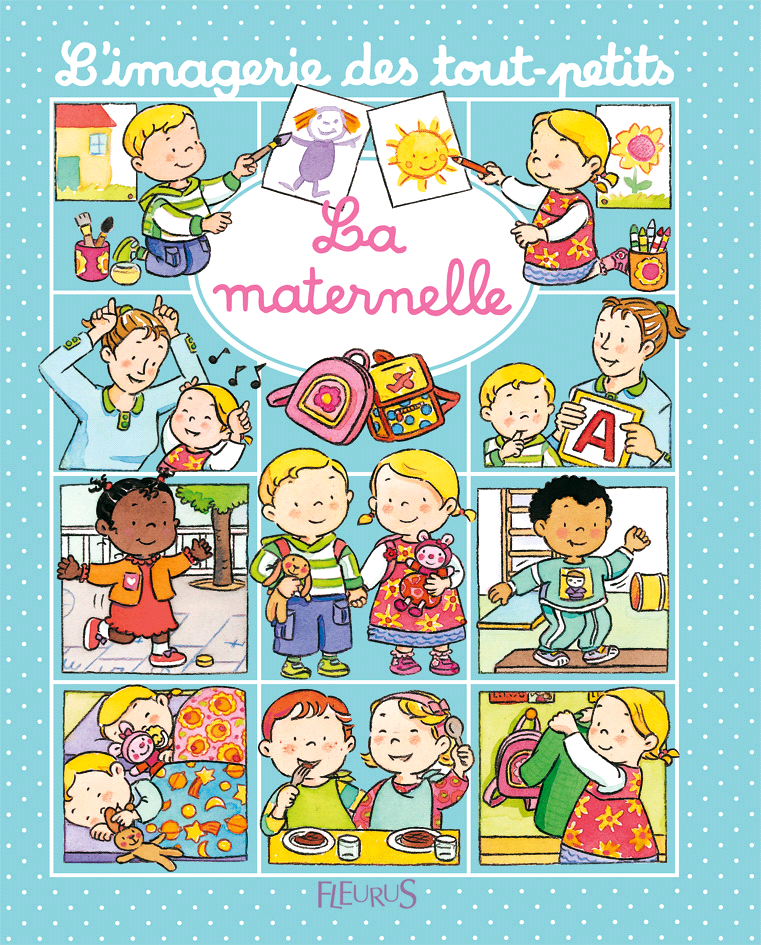 L'imagerie des tout-petits
La
maternelle
A
FLEURUS